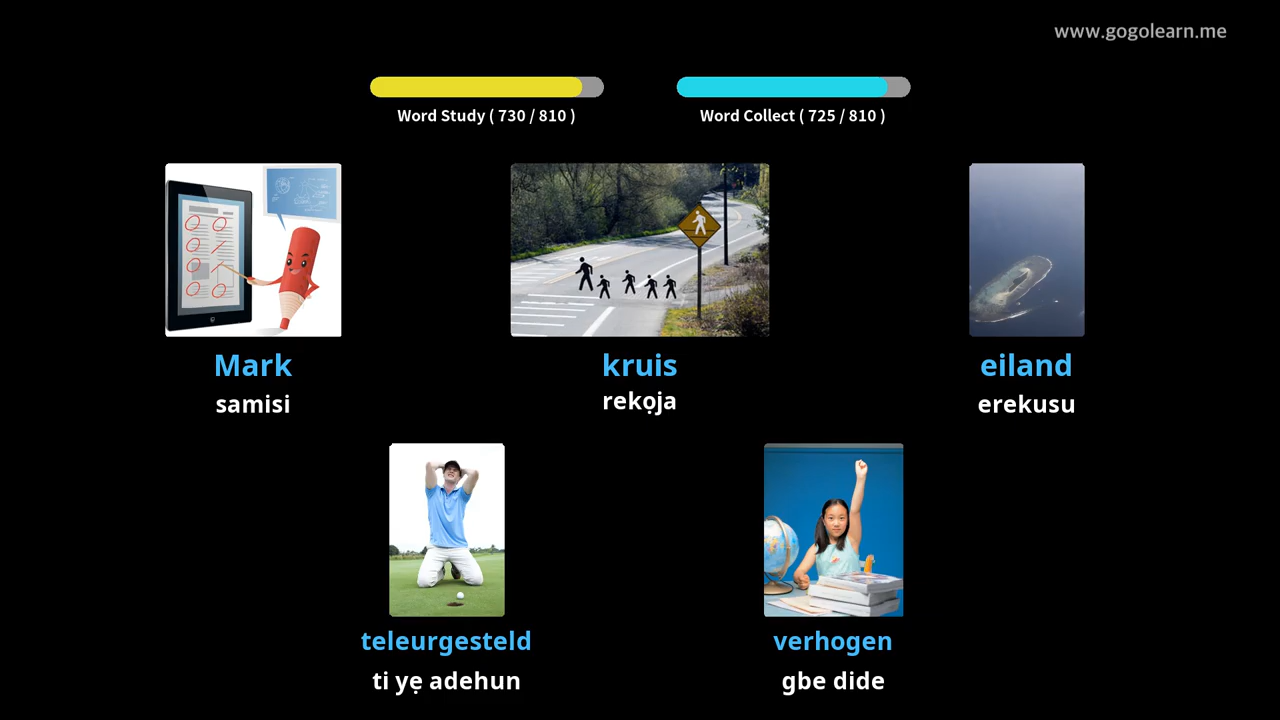 www.gogolearn.me
Word Study ( 730 / 810 )
Word Collect ( 725 / 810 )
Mark
samisi
kruis
rekọja
eiland
erekusu
teleurgesteld
ti yẹ adehun
verhogen
gbe dide